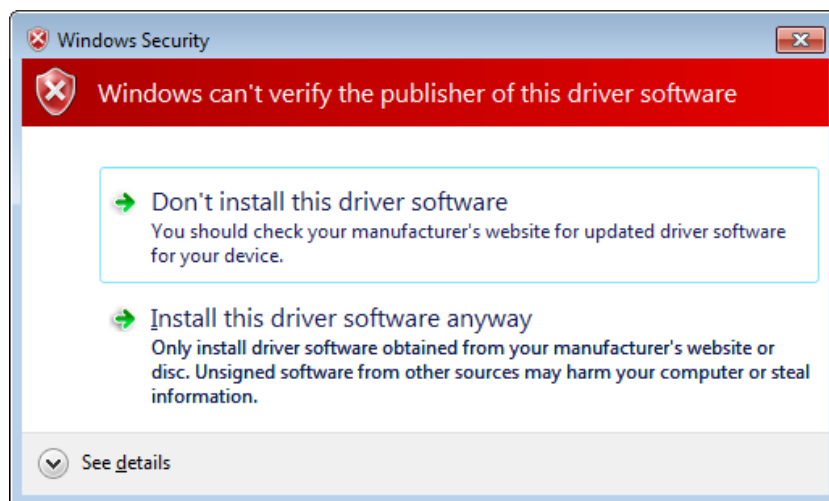 Windows Security
Windows can't verify the publisher of this driver software
Don't install this driver software
You should check your manufacturer's website for updated driver software
for your device.
Install this driver software anyway
Only install driver software obtained from your manufacturer's website or
disc. Unsigned software from other sources may harm your computer or steal
information.
See details